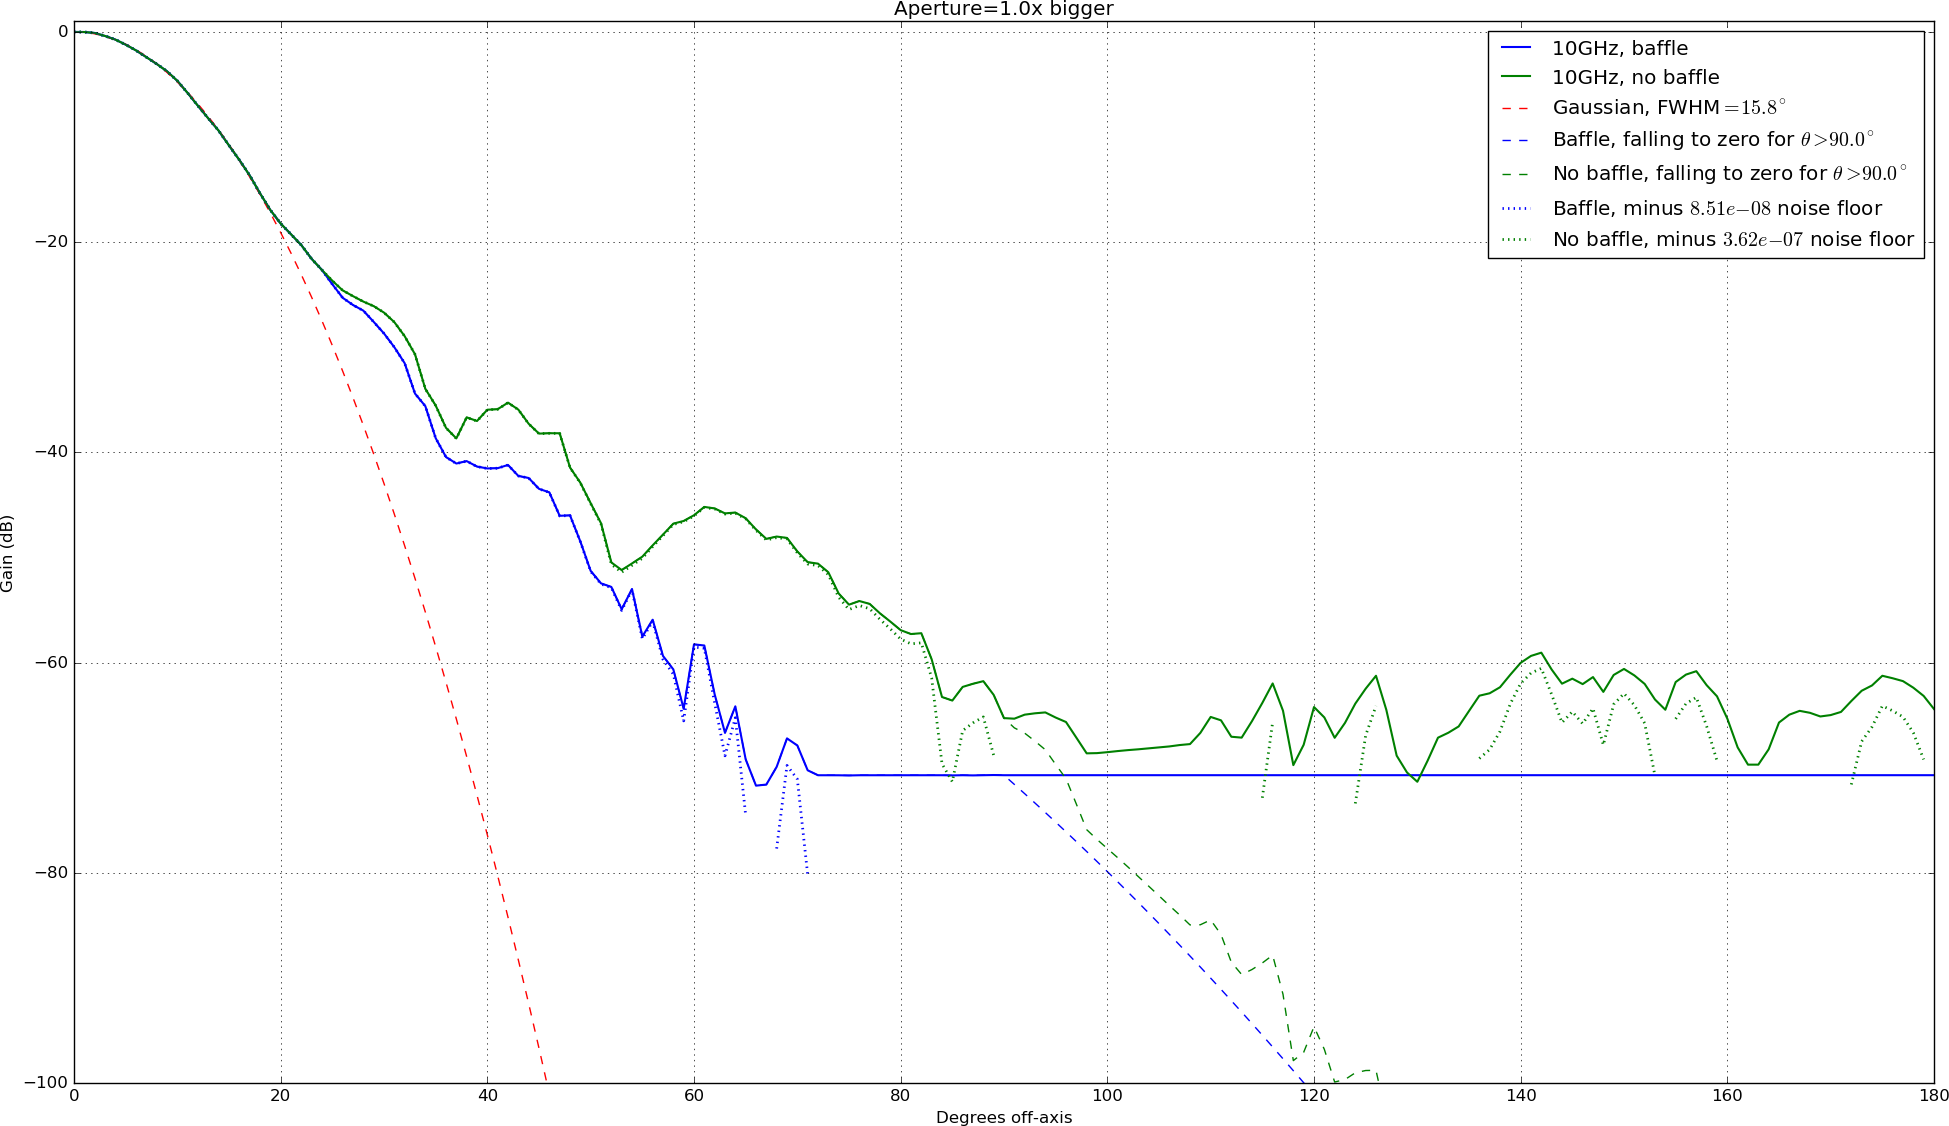 Aperture=1.0x bigger
10GHz, baffle
10GHz, no baffle
Gaussian, FWHM =15.8°
Baffle, falling to zero for θ >90.0°
No baffle, falling to zero for θ >90.0°
Baffle, minus 8.51e−08 noise floor
No baffle, minus 3.62e−07 noise floor
Gain (dB)
0
−20
−40
−60
−80
−100
0 20 40 60 80 100 120 140 160 180
Degrees off-axis